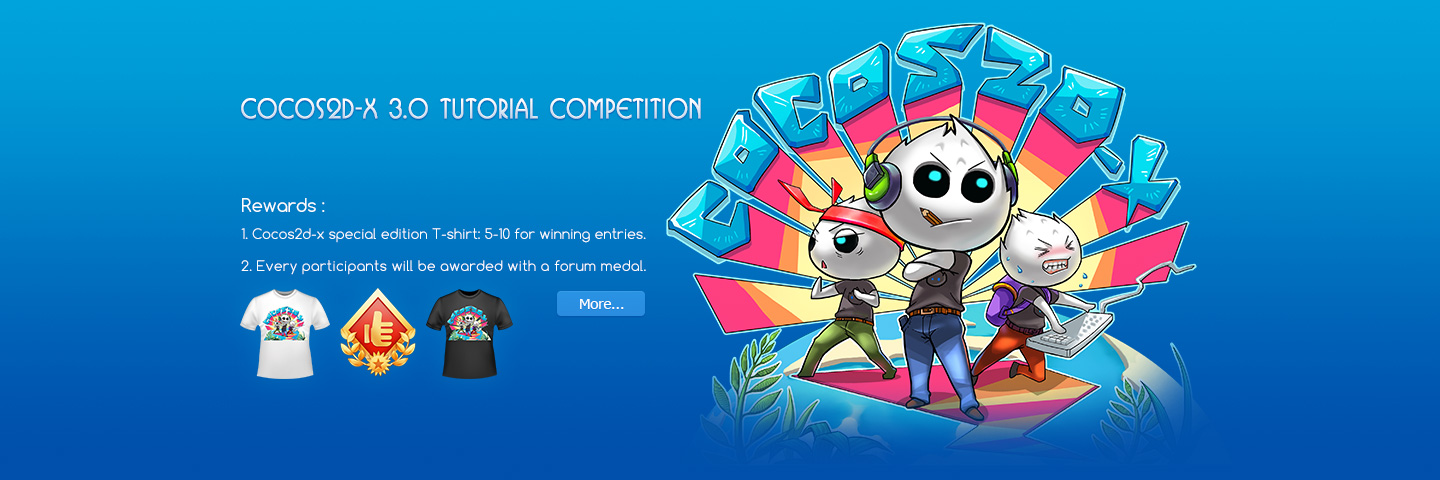 COCOS2D-X 3.0 TUTORIAL COMPETITION
COCOS2D-X
Rewards :
1. Cocos2d-x special edition T-shirt: 5-10 for winning entries.
2. Every participants will be awarded with a forum medal.
More...